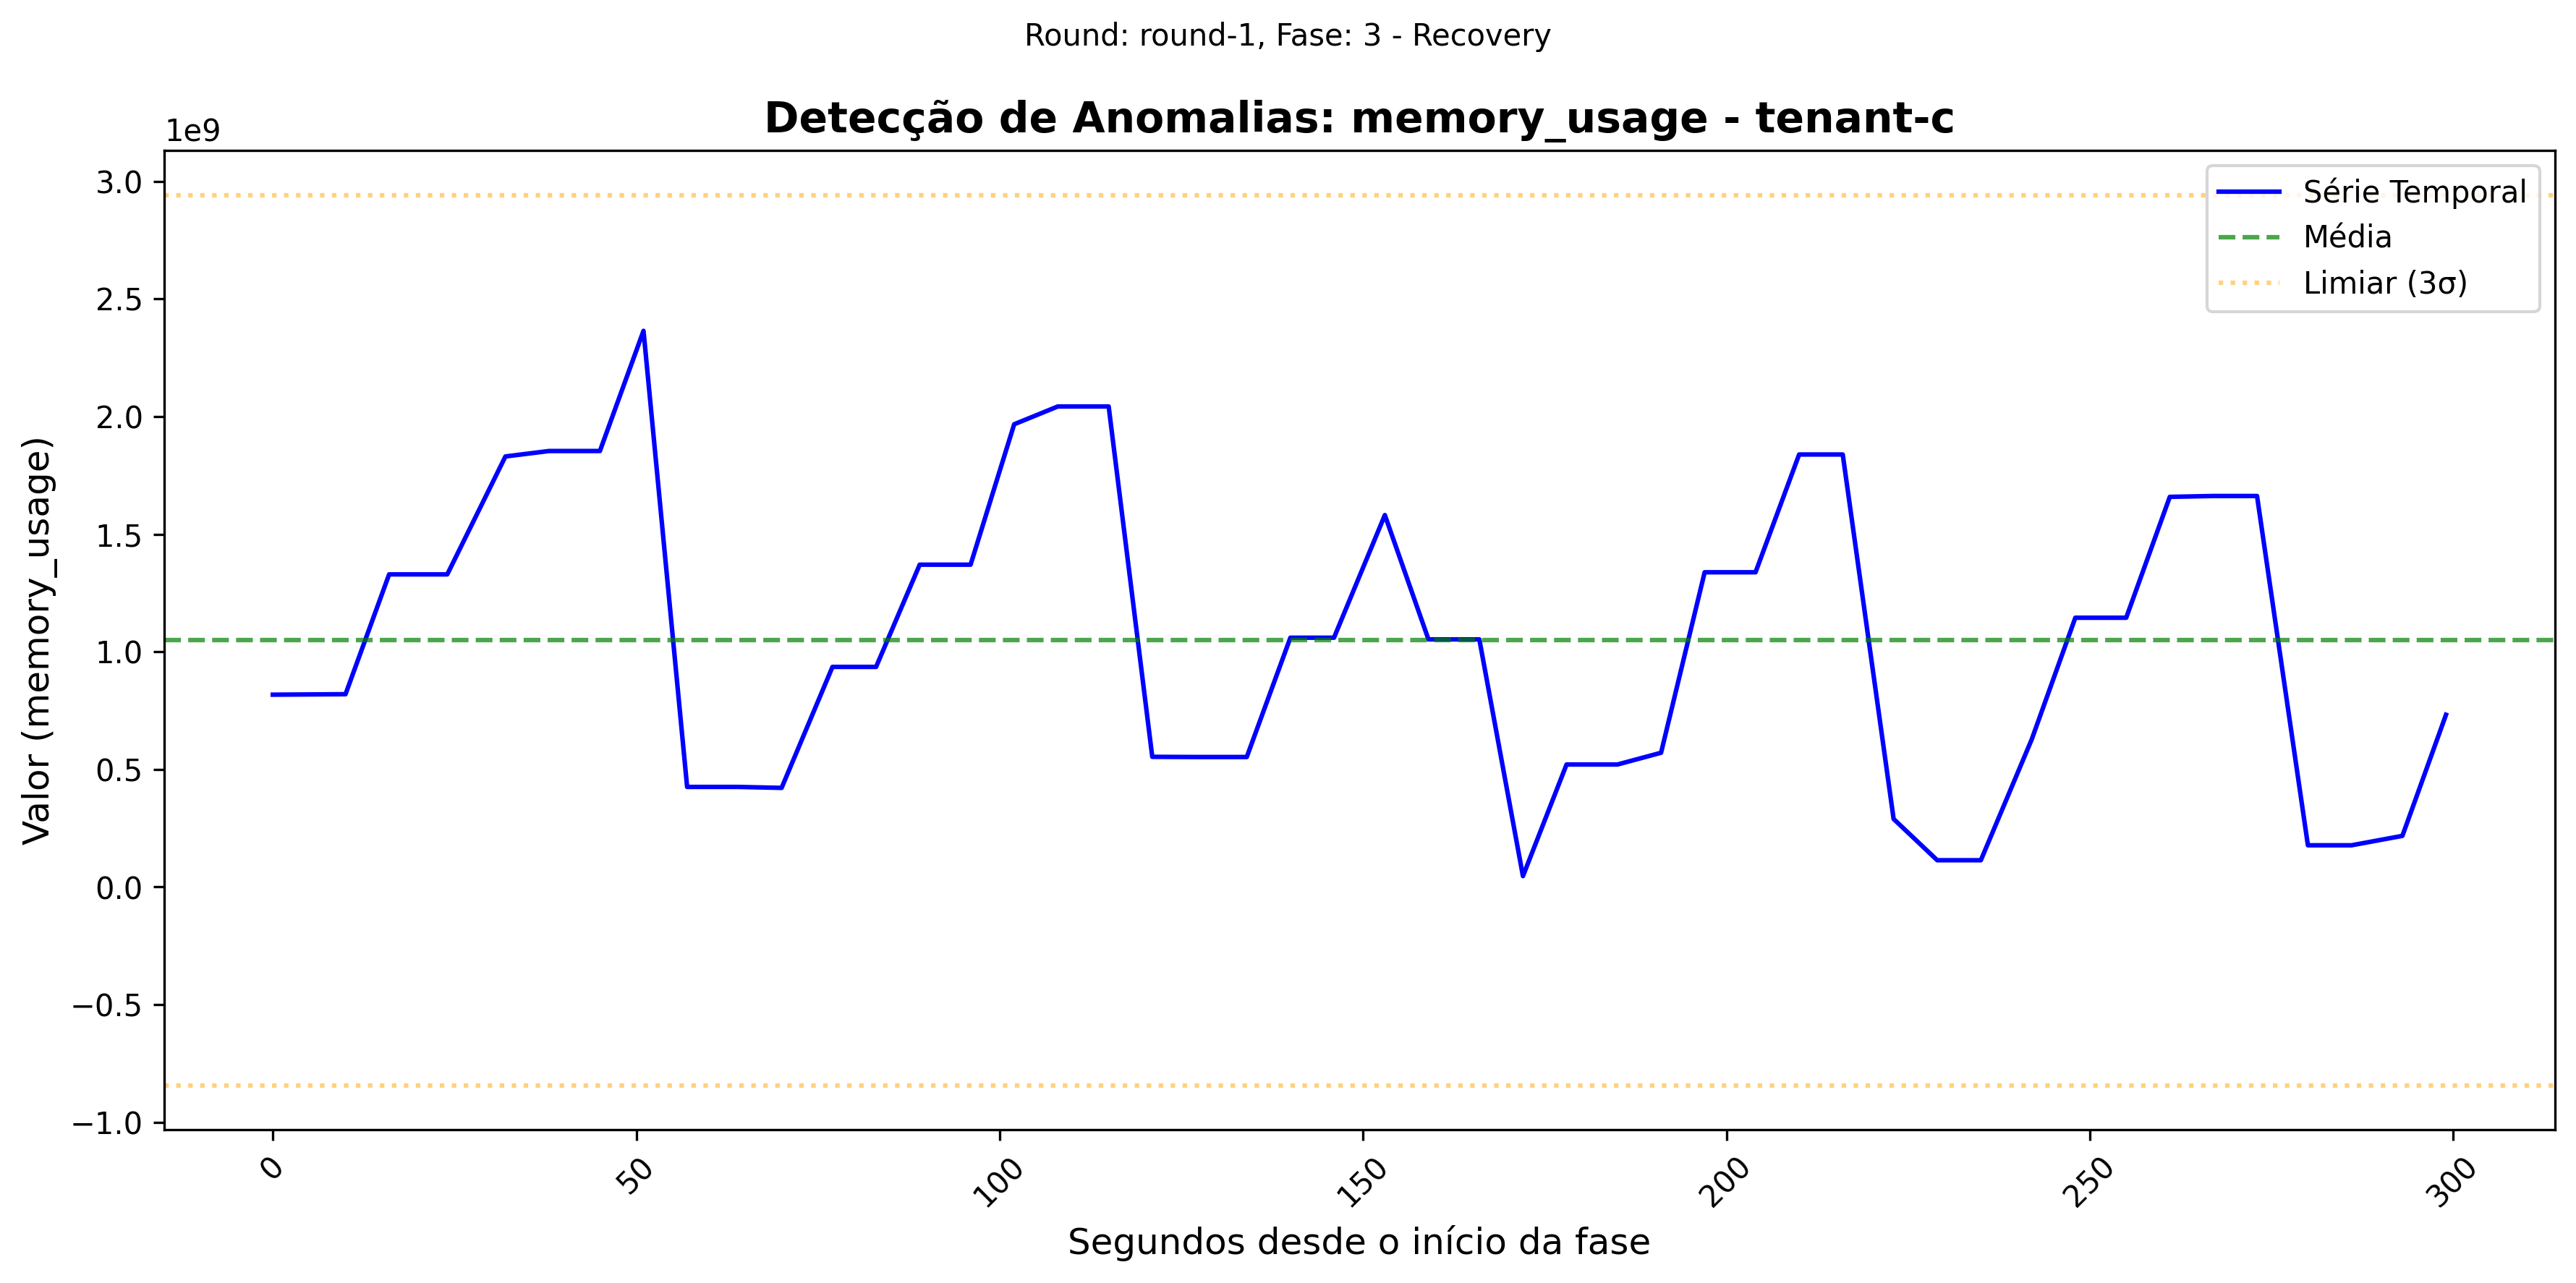 Round: round-1, Fase: 3 - Recovery
Detecção de Anomalias: memory_usage - tenant-c
1e9
3.0
2.5
2.0
1.5
1.0
0.5
0.0
−0.5
−1.0
Valor (memory_usage)
Série Temporal
Média
Limiar (3σ)
0
50
100
150
200
250
300
Segundos desde o início da fase